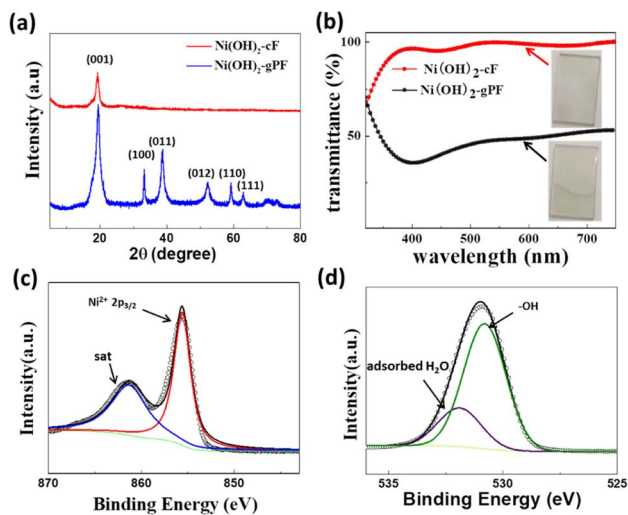 (a)
Ni(OH)2-cF
Ni(OH)2-gPF
(001)
(100)
(011)
(012)
(110)
(111)
Intensity (a.u)
20 40 60 80
2θ (degree)
(b)
100
50
Ni(OH)2-cF
Ni(OH)2-gPF
transmittance (%)
400 500 600 700
wavelength (nm)
(c)
Ni2+ 2p3/2
sat
Intensity(a.u.)
870 860 850
Binding Energy (eV)
(d)
-OH
adsorbed H2O
Intensity(a.u.)
535 530 525
Binding Energy (eV)